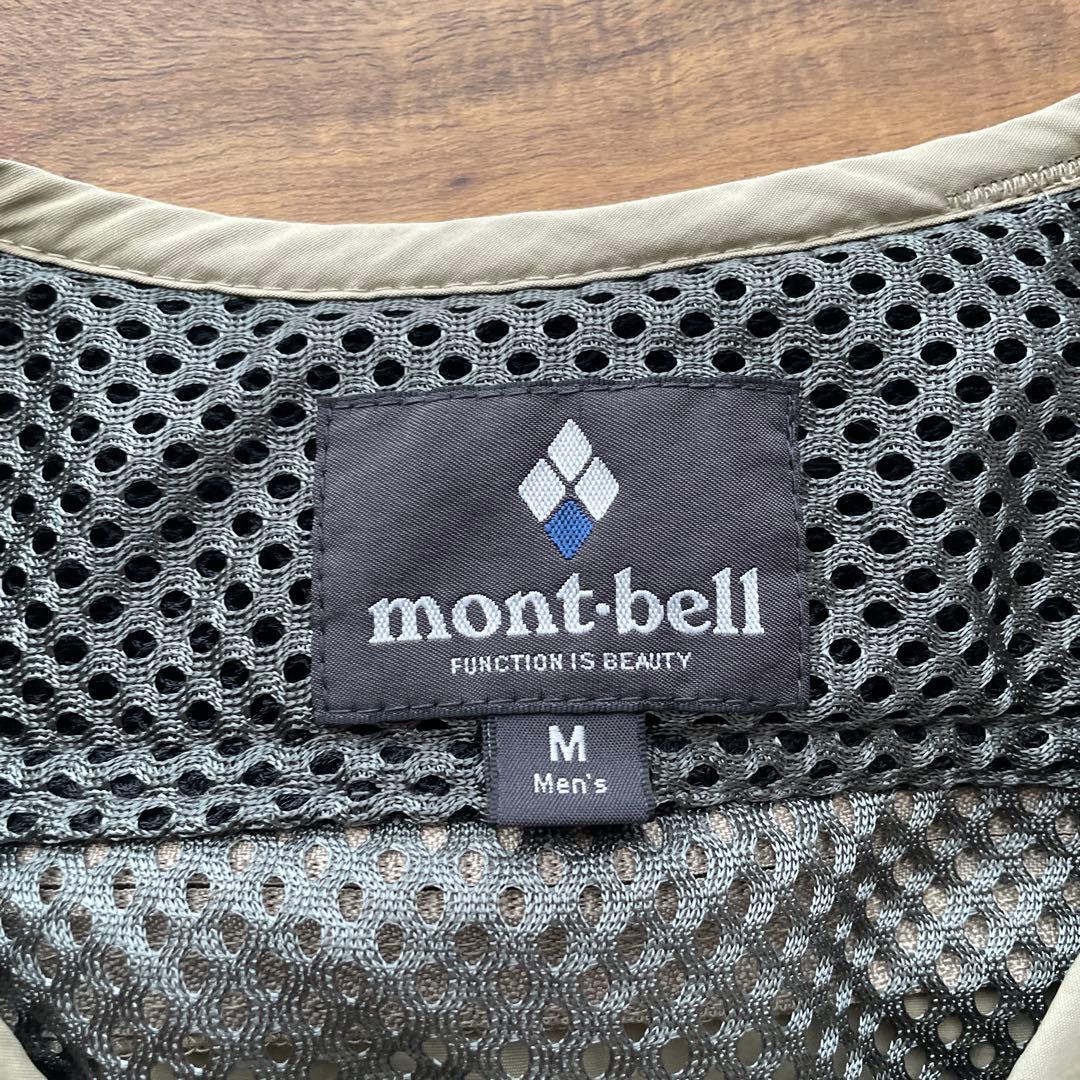 mont-bell
FUNCTION IS BEAUTY
M
Men's